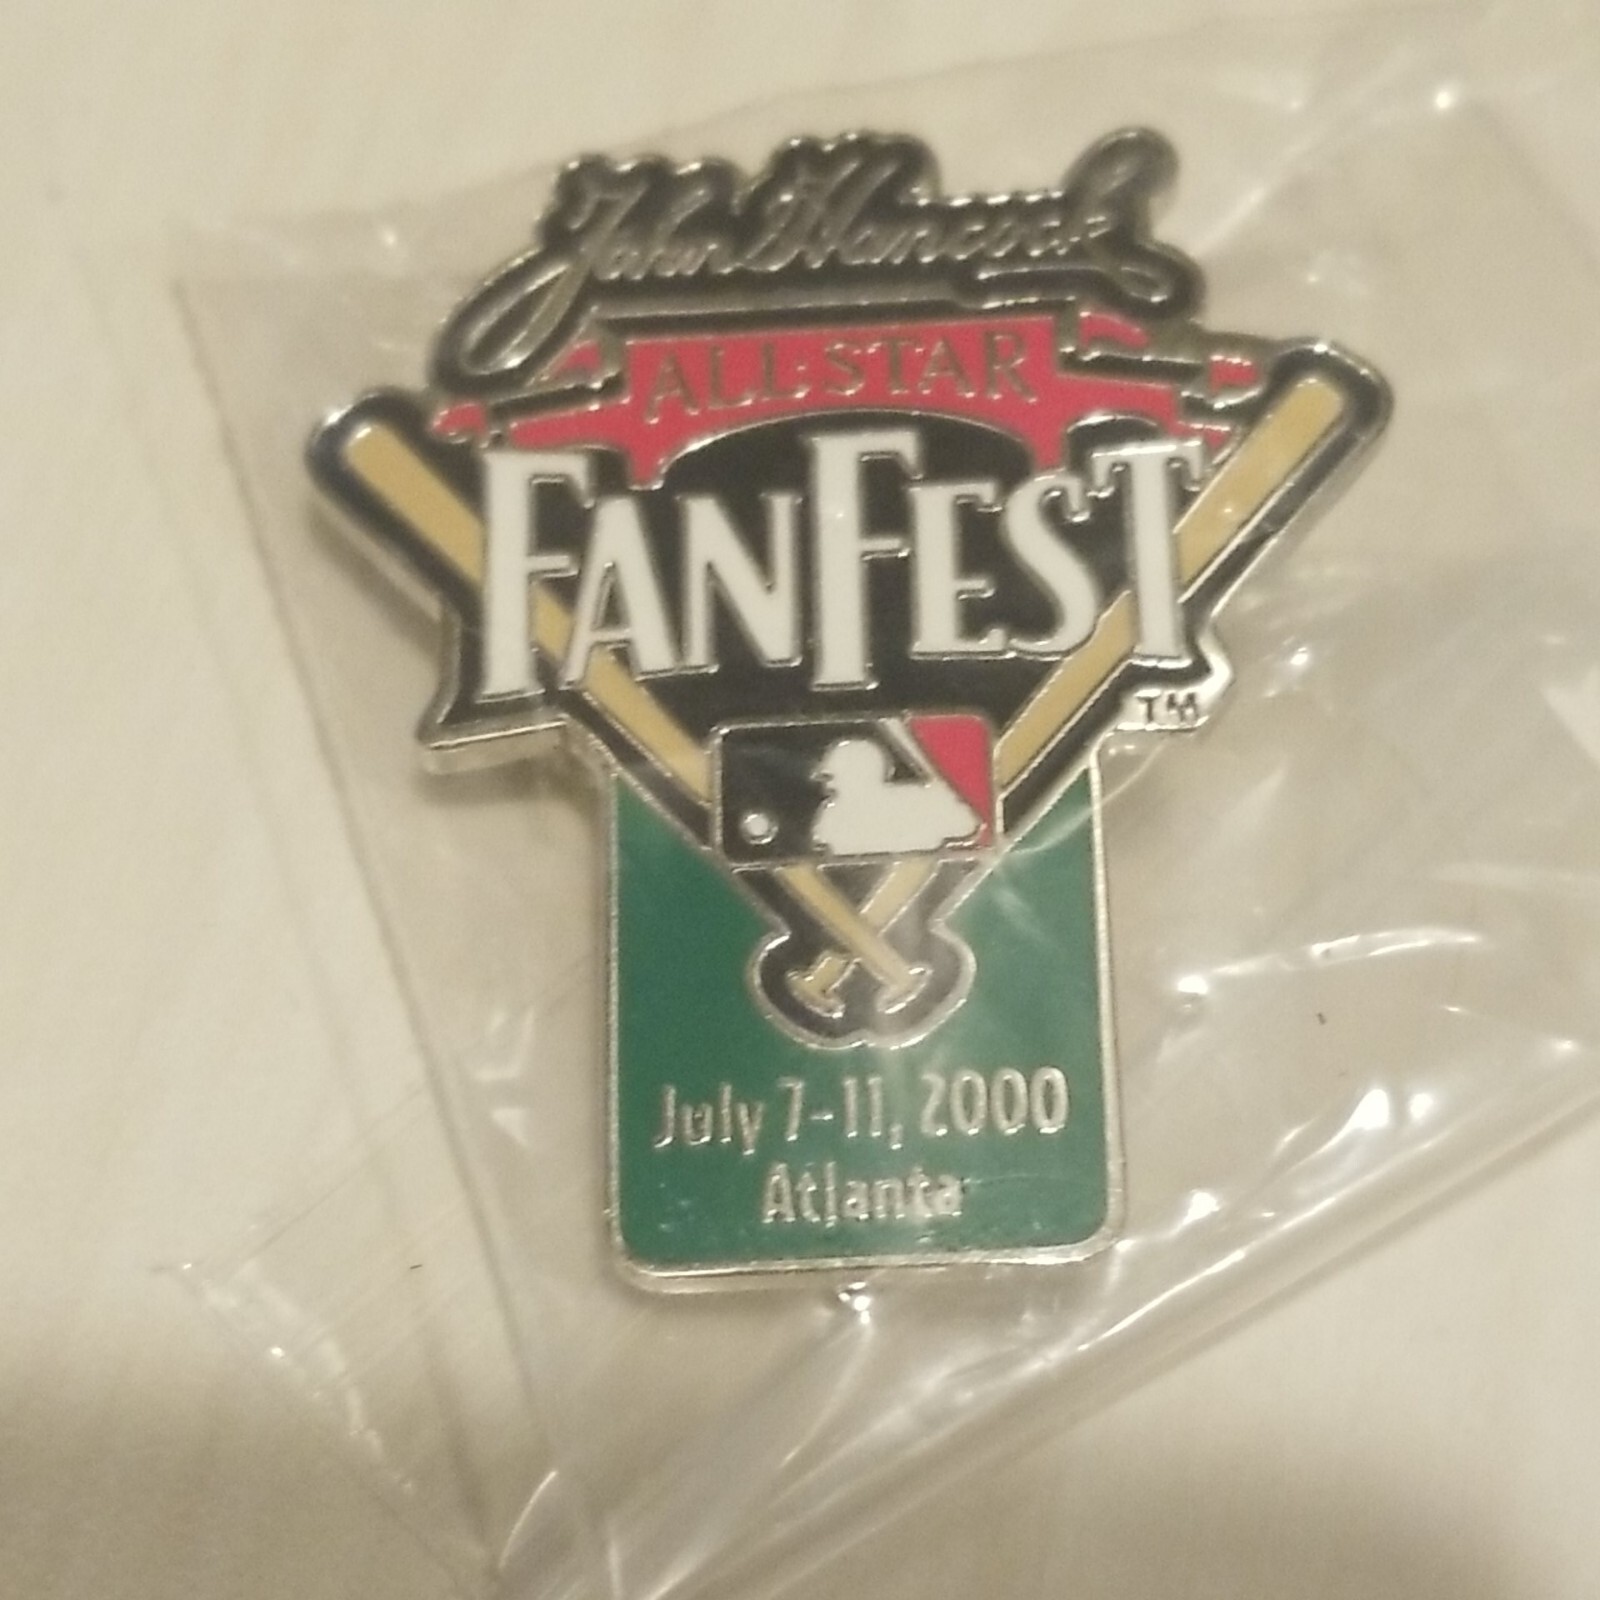 John Hancock
ALL·STAR
FANFEST
TM
July 7-11, 2000
Atlanta